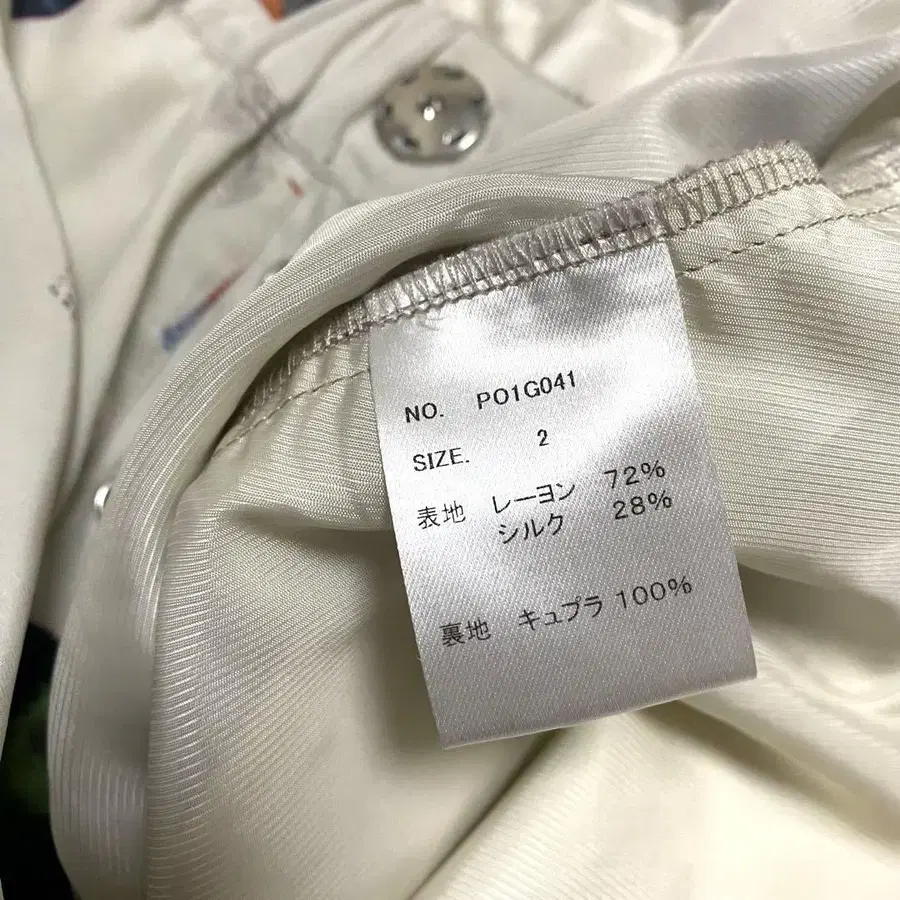 NO. PO1G041
SIZE. 2
表地 レーヨン 72%
シルク 28%
裏地 キュプラ 100%